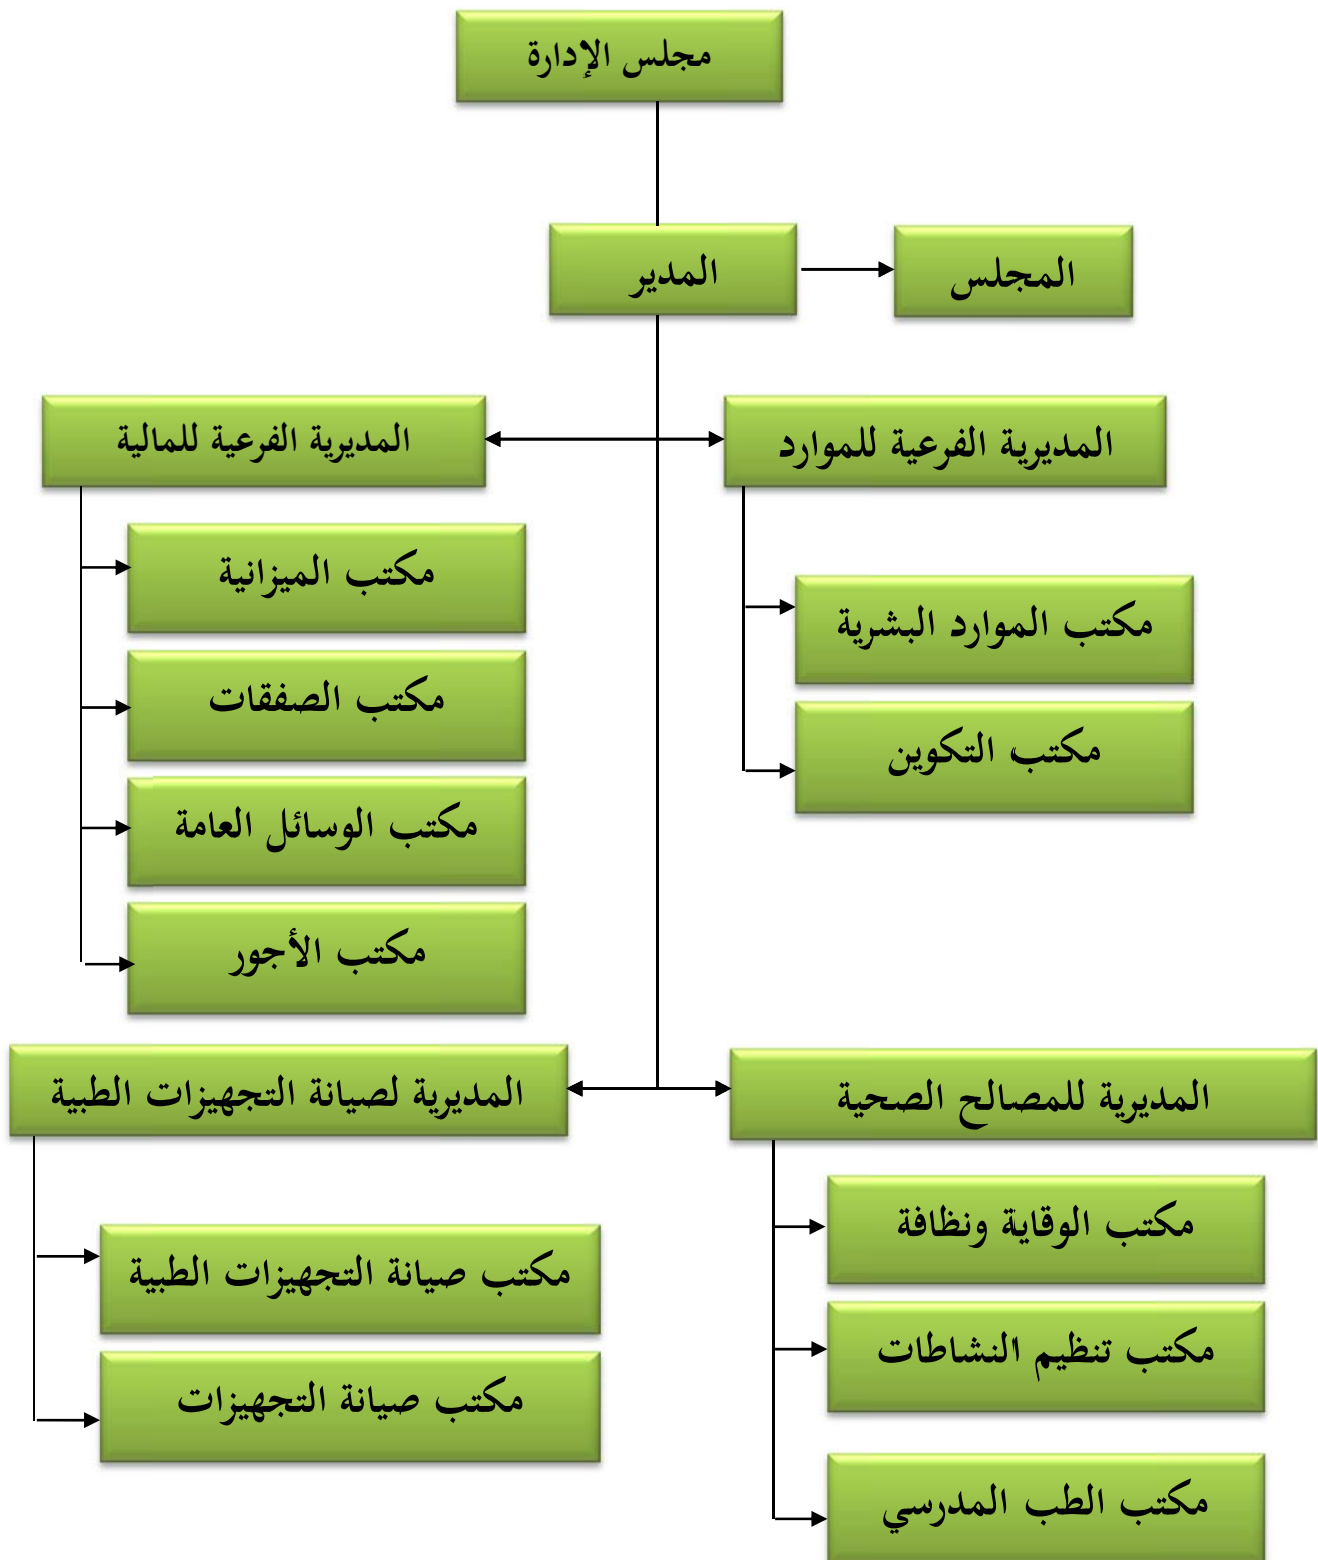 مجلس الإدارة
المدير
المجلس
المديرية الفرعية للموارد
المديرية الفرعية للمالية
مكتب الموارد البشرية
مكتب التكوين
مكتب الميزانية
مكتب الصفقات
مكتب الوسائل العامة
مكتب الأجور
المديرية للمصالح الصحية
المديرية لصيانة التجهيزات الطبية
مكتب الوقاية ونظافة
مكتب تنظيم النشاطات
مكتب الطب المدرسي
مكتب صيانة التجهيزات الطبية
مكتب صيانة التجهيزات